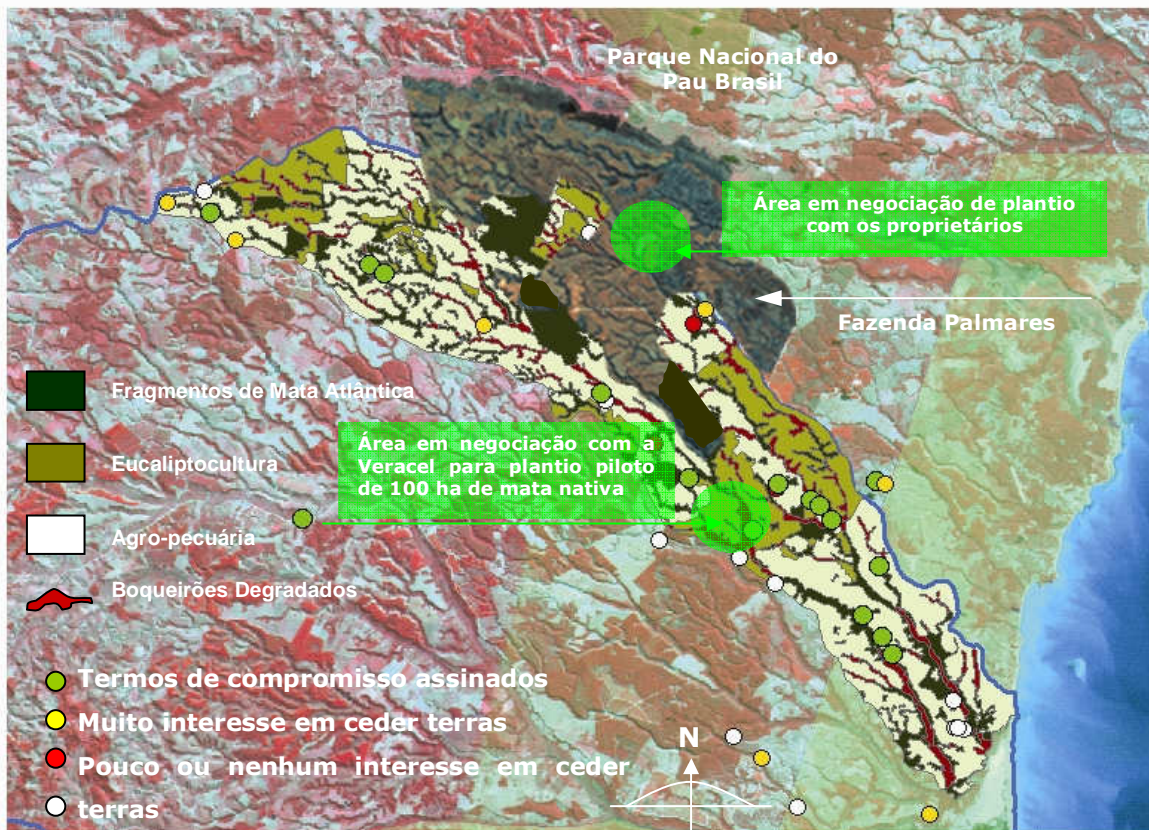 Parque Nacional do
Pau Brasil
Área em negociação de plantio
com os proprietários
Fazenda Palmares
Fragmentos de Mata Atlântica
Eucaliptocultura
Agro-pecuária
Boqueirões Degradados
Área em negociação com a
Veracel para plantio piloto
de 100 ha de mata nativa
Termos de compromisso assinados
Muito interesse em ceder terras
Pouco ou nenhum interesse em ceder
terras
N